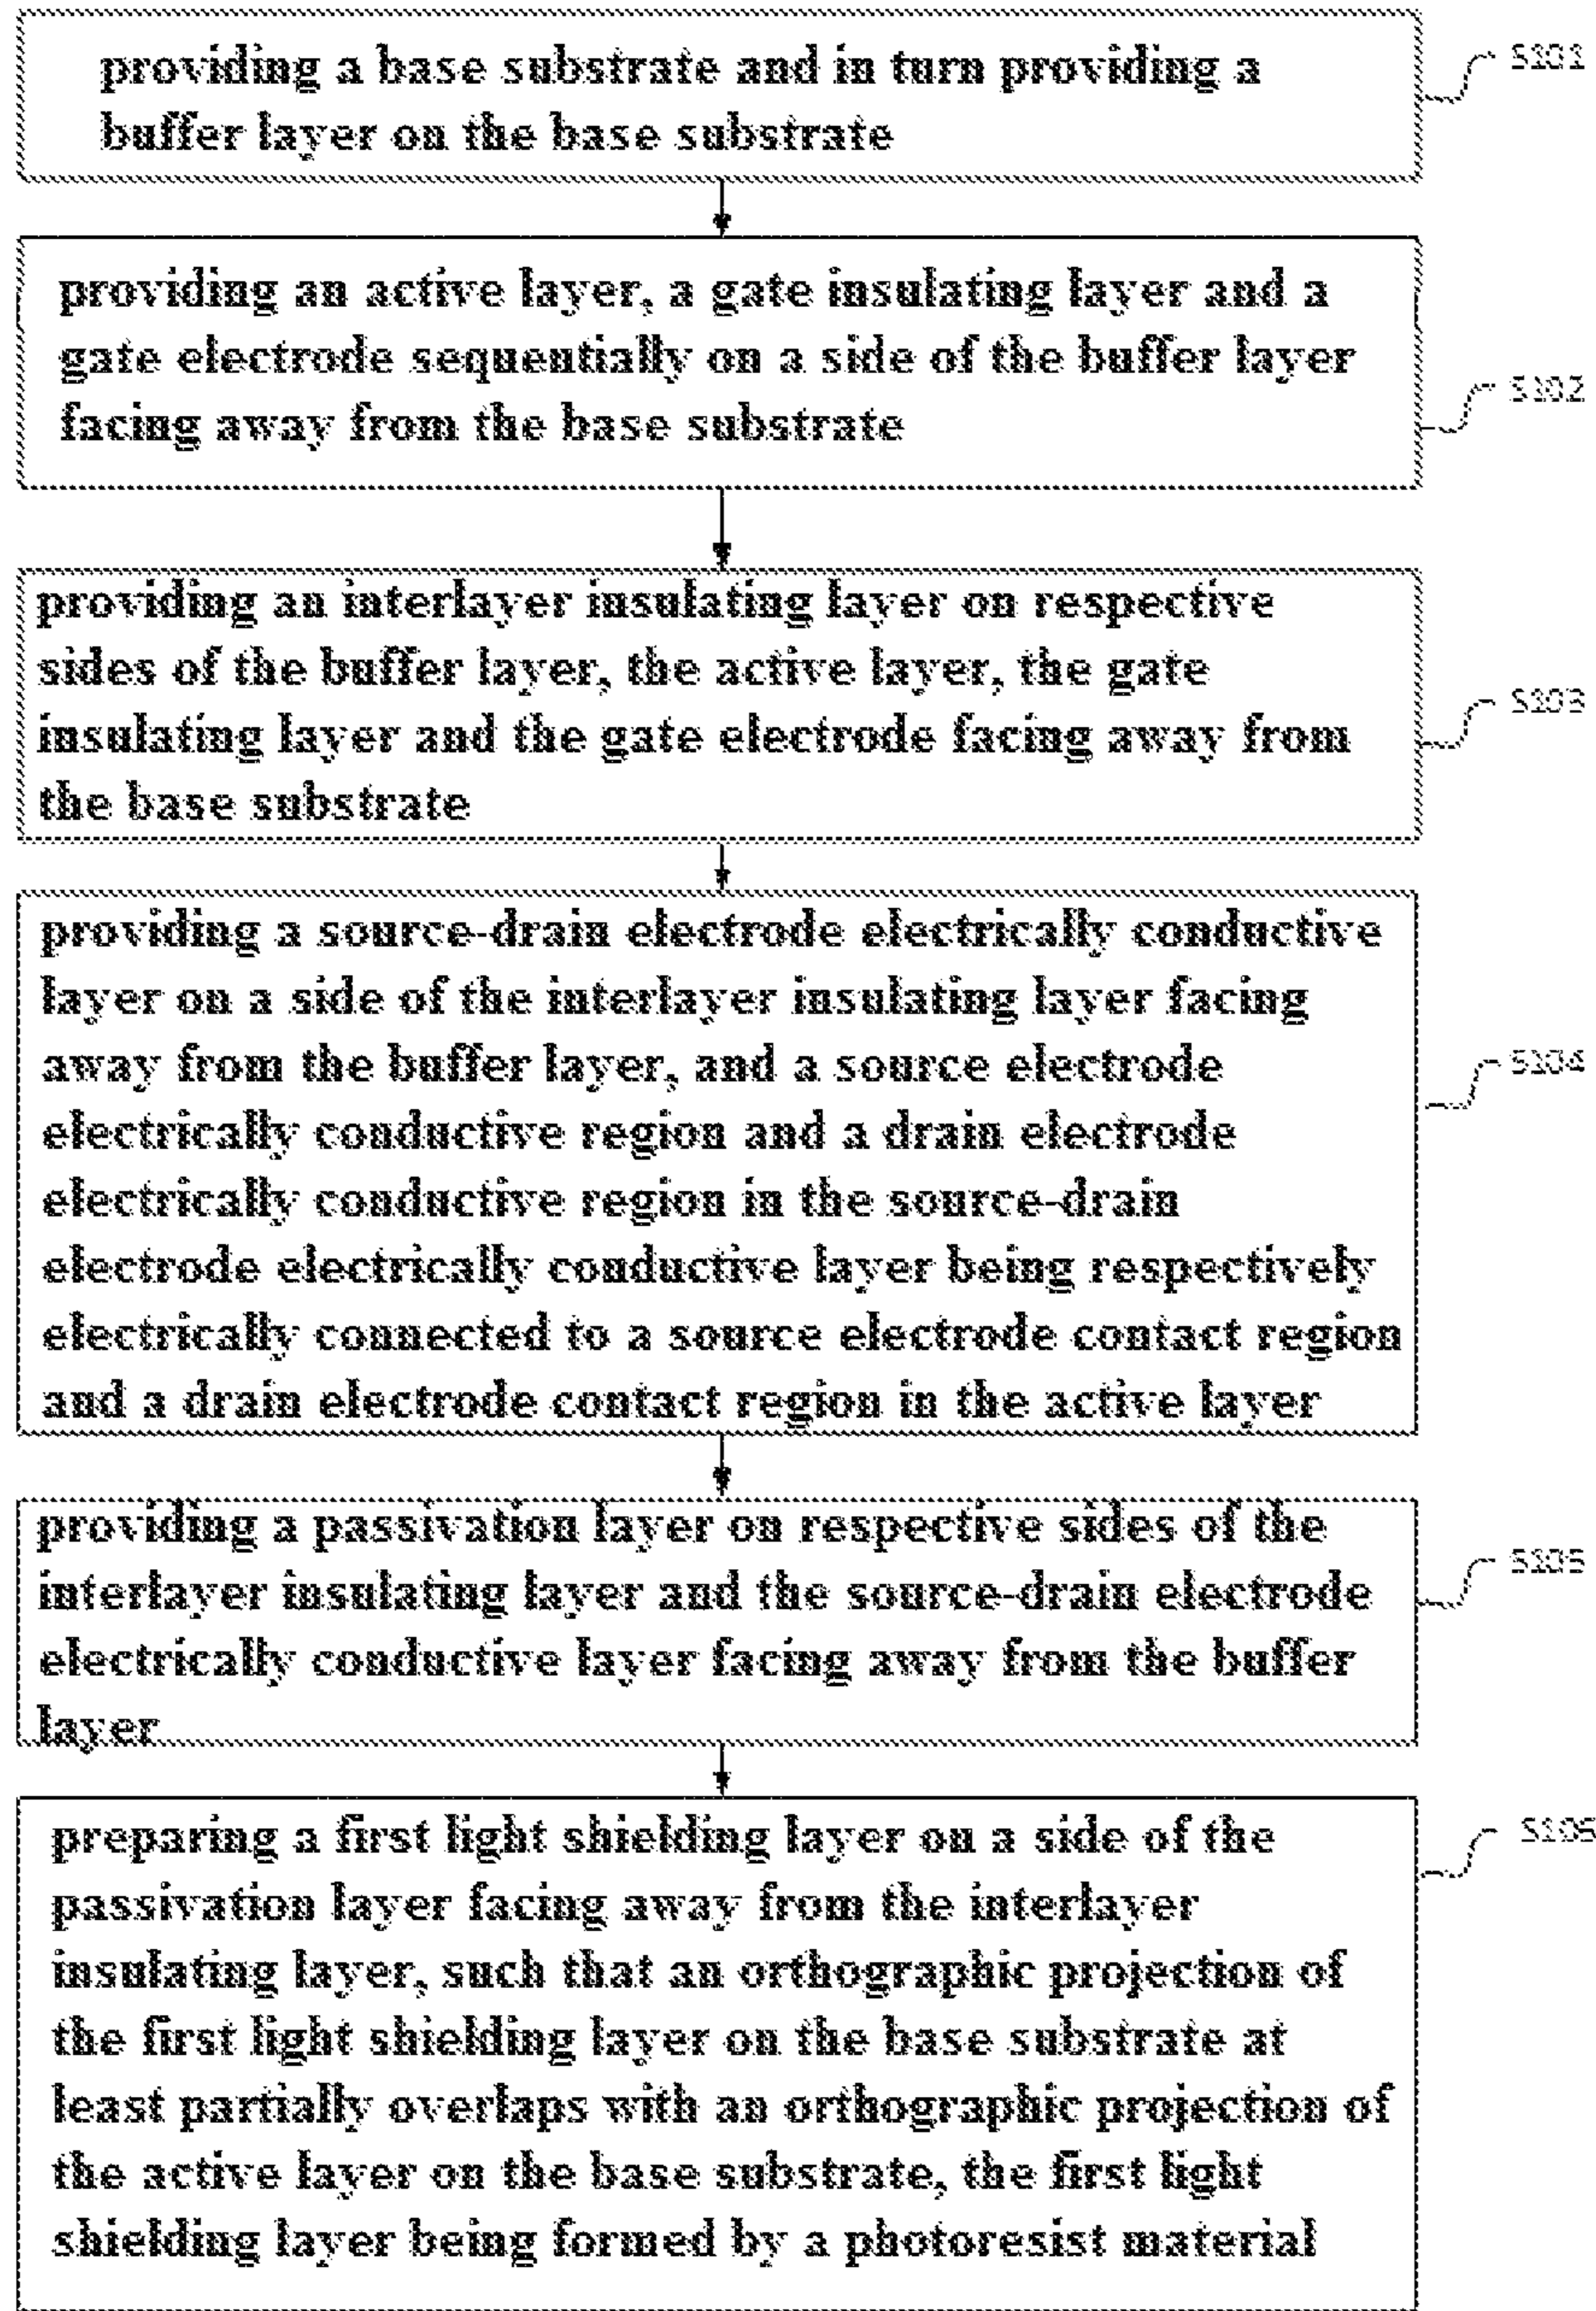 providing a base substrate and in turn providing a
buffer layer on the base substrate
S101
providing an active layer, a gate insulating layer and a
gate electrode sequentially on a side of the buffer layer
facing away from the base substrate
S102
providing an interlayer insulating layer on respective
sides of the buffer layer, the active layer, the gate
insulating layer and the gate electrode facing away from
the base substrate
S103
providing a source-drain electrode electrically conductive
layer on a side of the interlayer insulating layer facing
away from the buffer layer, and a source electrode
electrically conductive region and a drain electrode
electrically conductive region in the source-drain
electrode electrically conductive layer being respectively
electrically connected to a source electrode contact region
and a drain electrode contact region in the active layer
S104
providing a passivation layer on respective sides of the
interlayer insulating layer and the source-drain electrode
electrically conductive layer facing away from the buffer
layer
S105
preparing a first light shielding layer on a side of the
passivation layer facing away from the interlayer
insulating layer, such that an orthographic projection of
the first light shielding layer on the base substrate at
least partially overlaps with an orthographic projection of
the active layer on the base substrate, the first light
shielding layer being formed by a photoresist material
S106